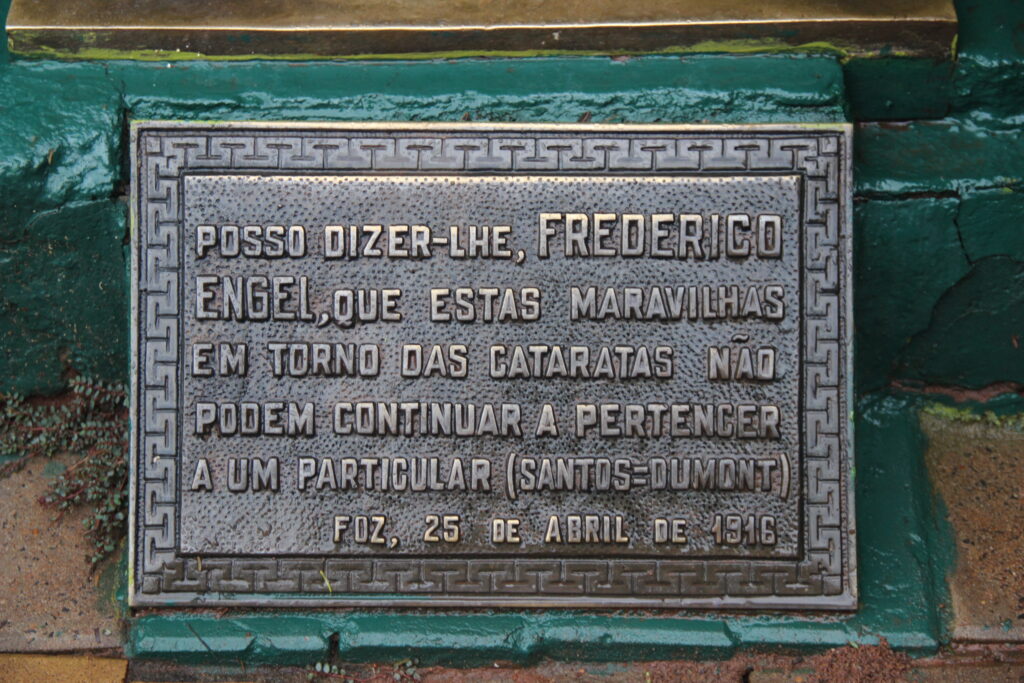 POSSO DIZER-LHE, FREDERICO
ENGEL, QUE ESTAS MARAVILHAS
EM TORNO DAS CATARATAS NÃO
PODEM CONTINUAR A PERTENCER
A UM PARTICULAR (SANTOS=DUMONT)
FOZ, 25 DE ABRIL DE 1916